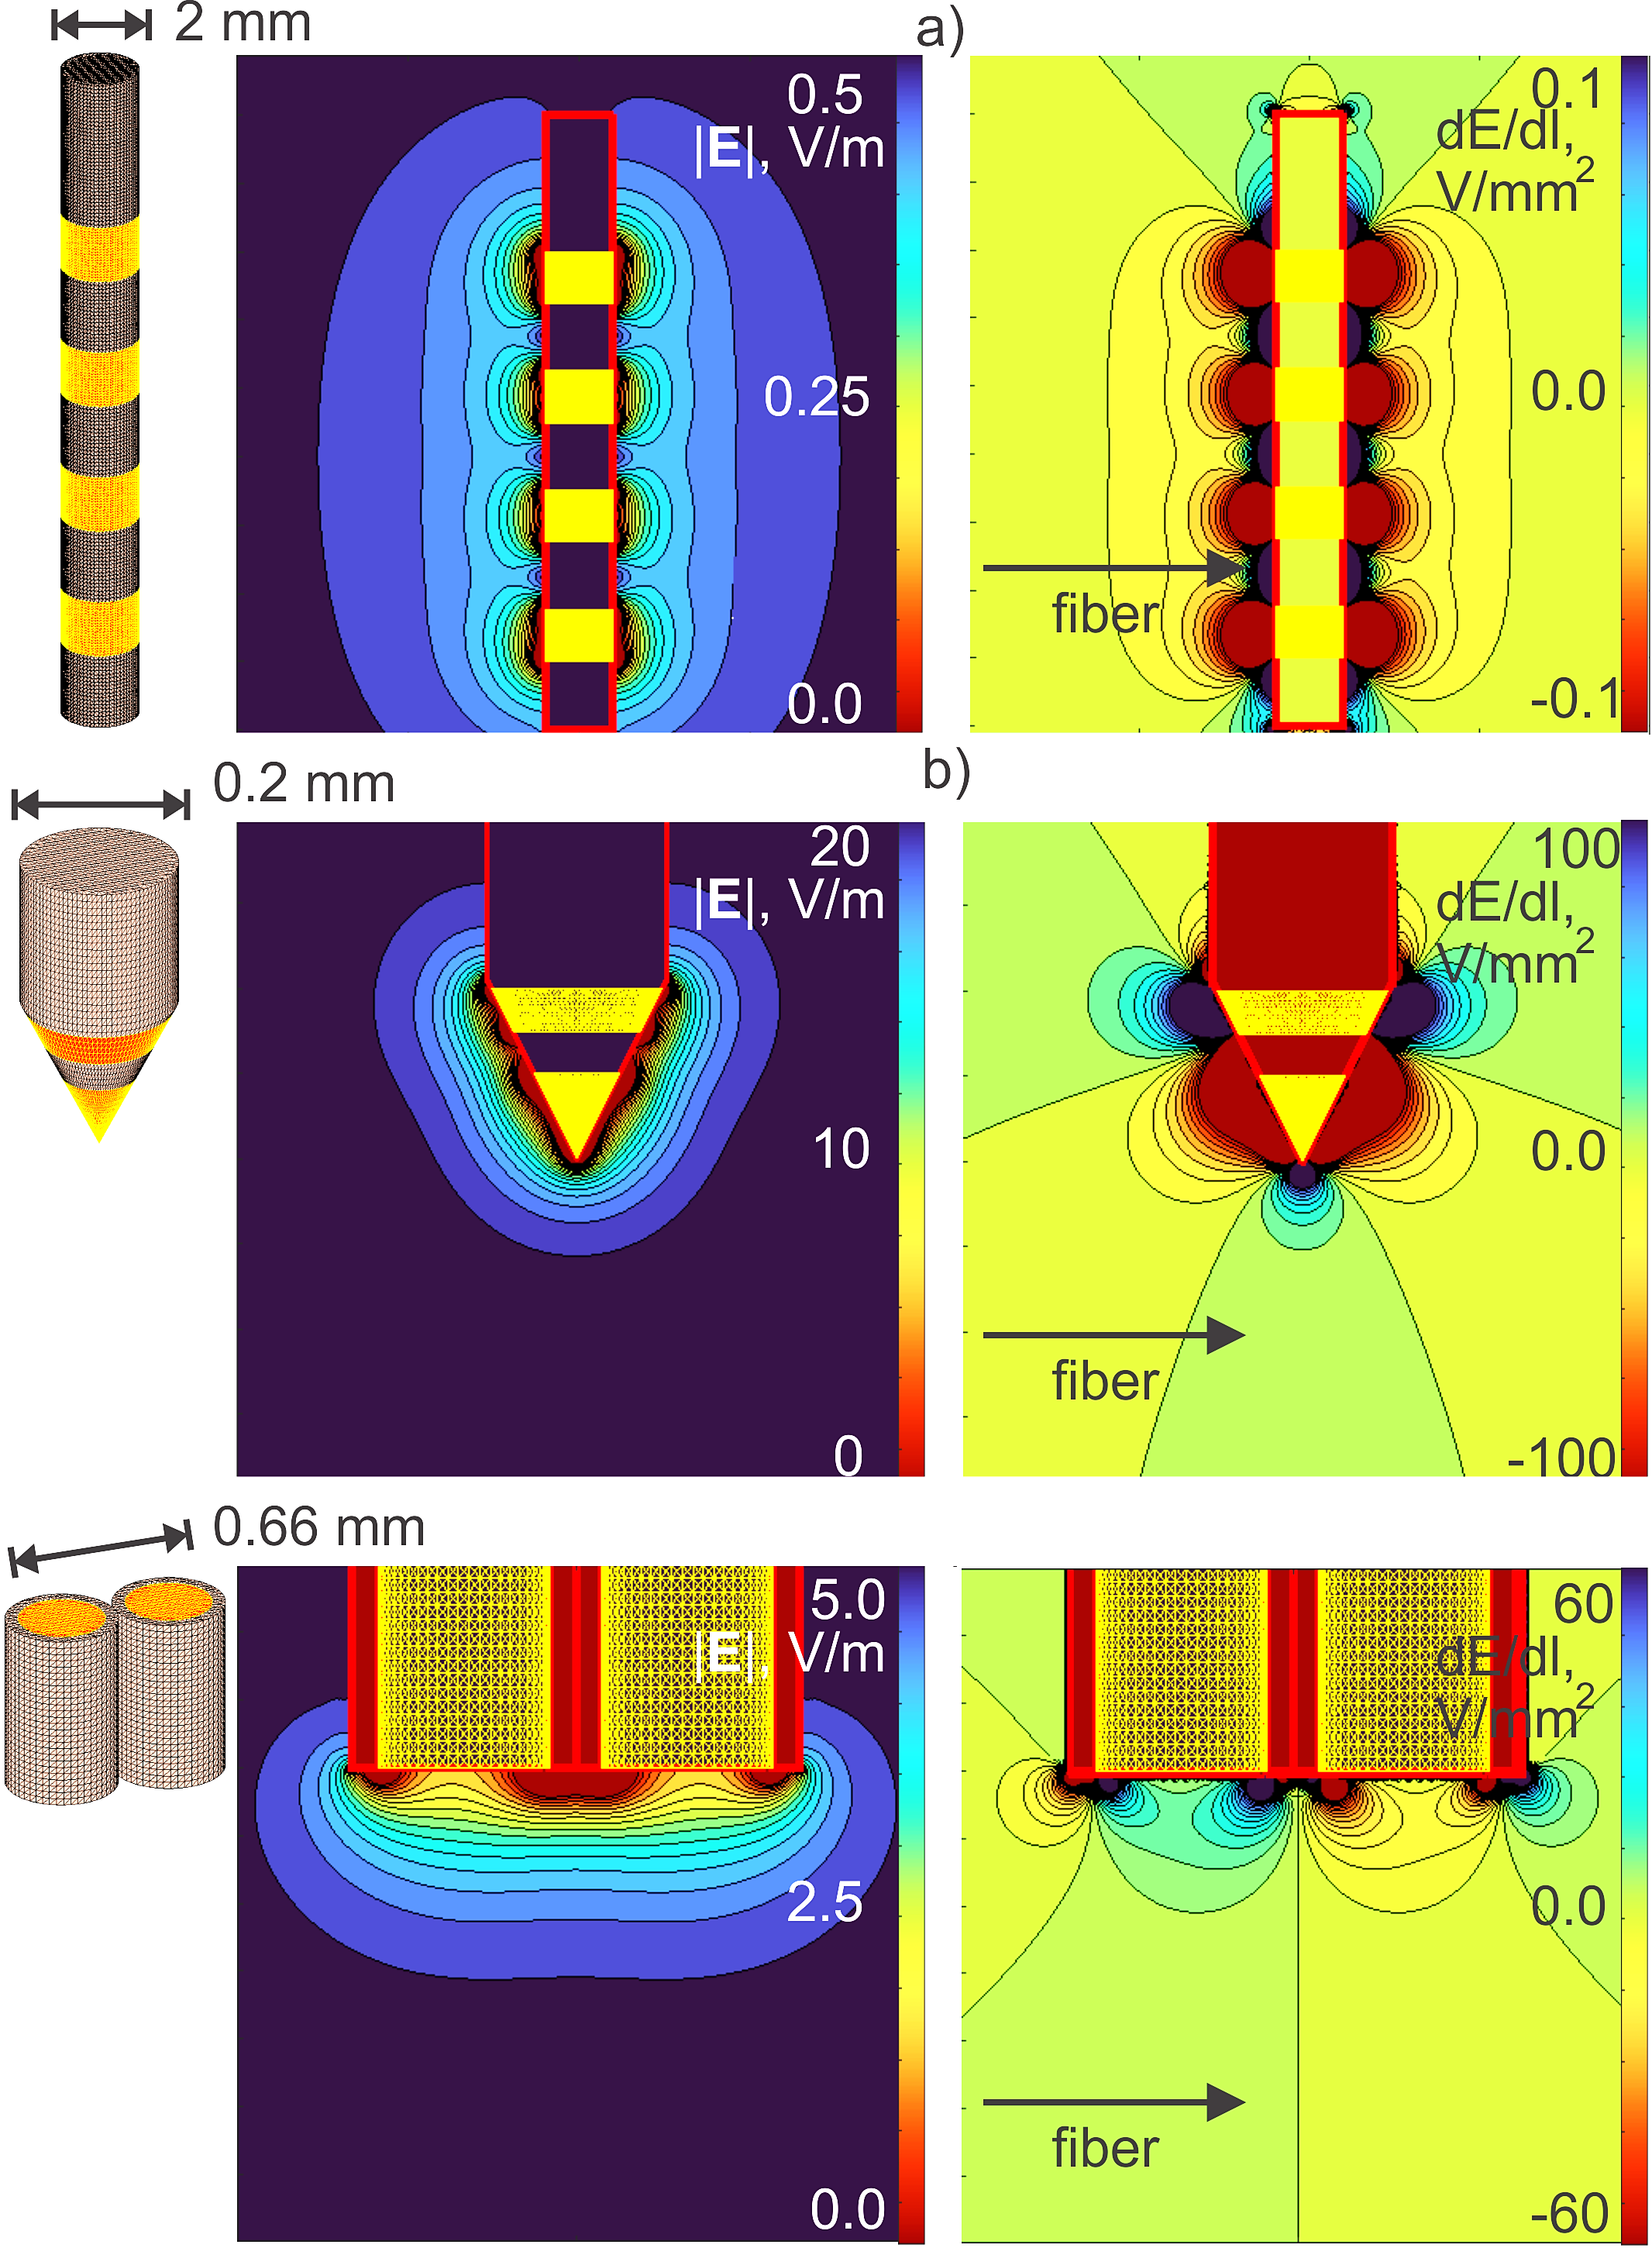 2 mm
a)
0.5
|E|, V/m
0.25
0.0
0.1
dE/dl,
V/mm²
0.0
-0.1
fiber
0.2 mm
b)
20
|E|, V/m
10
0
100
dE/dl,
V/mm²
0.0
-100
fiber
0.66 mm
5.0
|E|, V/m
2.5
0.0
60
dE/dl,
V/mm²
0.0
-60
fiber